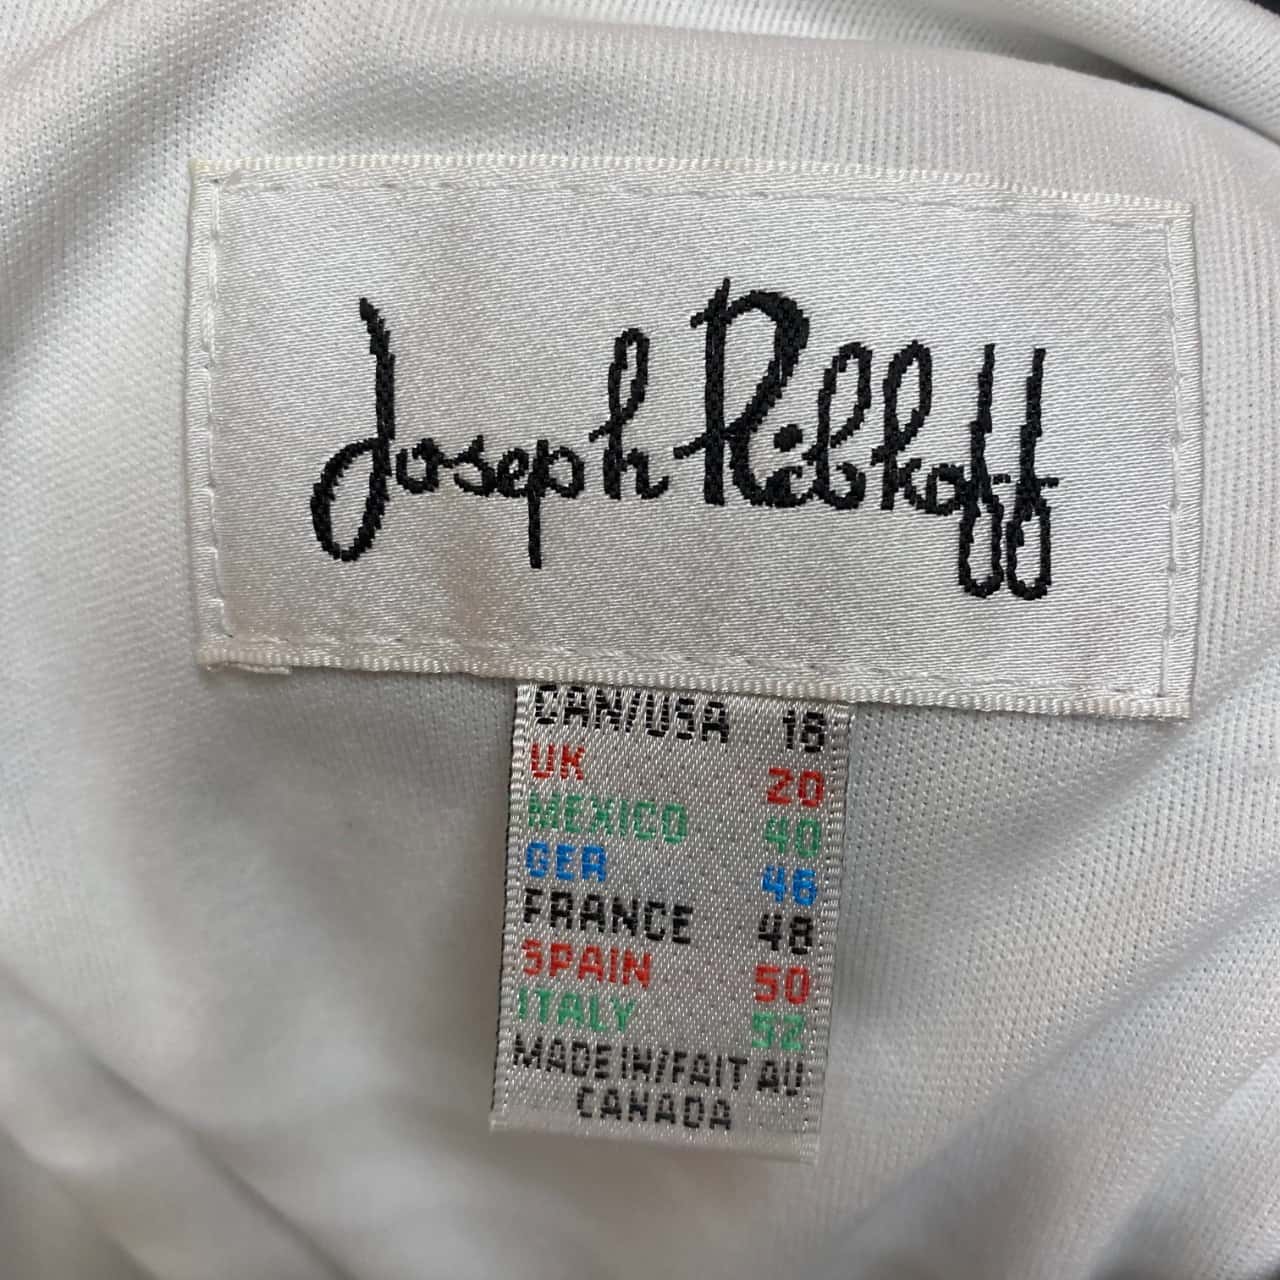 Joseph Ribkoff
CAN/USA 18
UK 20
MEXICO 40
GER 46
FRANCE 48
SPAIN 50
ITALY 52
MADE IN/FAIT AU
CANADA